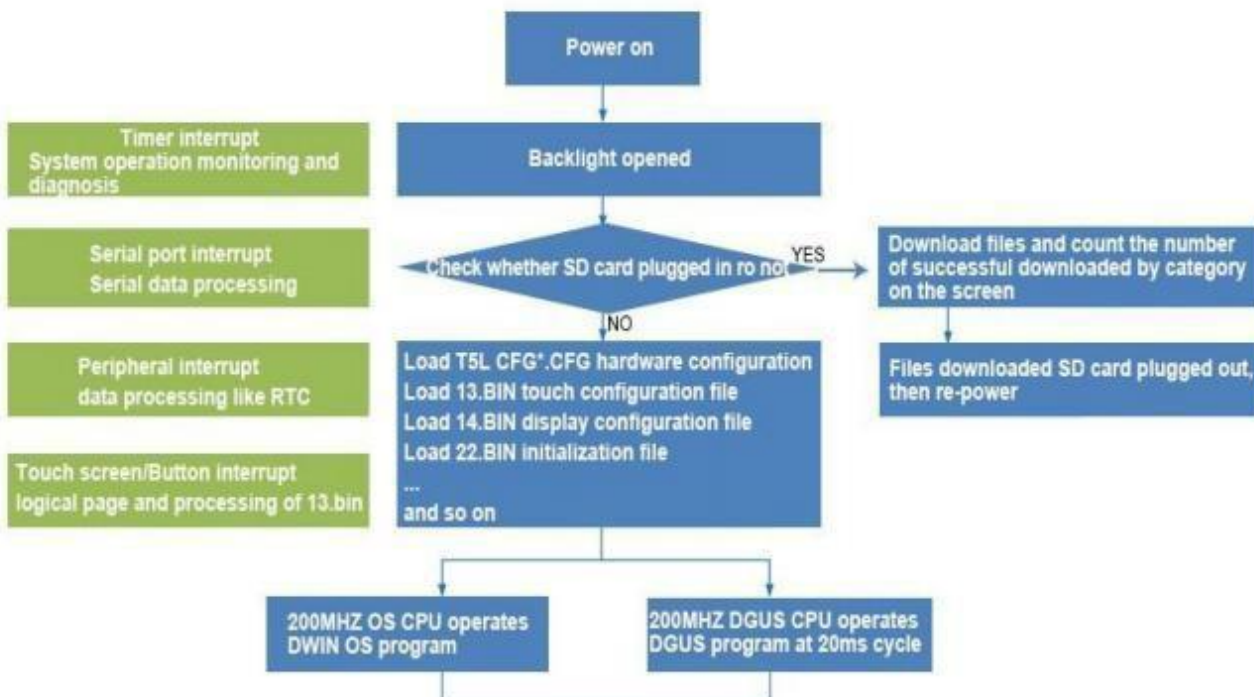 Power on
Timer interrupt
System operation monitoring and
diagnosis
Backlight opened
Serial port interrupt
Serial data processing
Check whether SD card plugged in ro no
YES
Download files and count the number
of successful downloaded by category
on the screen
NO
Peripheral interrupt
data processing like RTC
Load T5L CFG*.CFG hardware configuration
Load 13.BIN touch configuration file
Load 14.BIN display configuration file
Load 22.BIN initialization file
...
and so on
Files downloaded SD card plugged out,
then re-power
Touch screen/Button interrupt
logical page and processing of 13.bin
200MHZ OS CPU operates
DWIN OS program
200MHZ DGUS CPU operates
DGUS program at 20ms cycle